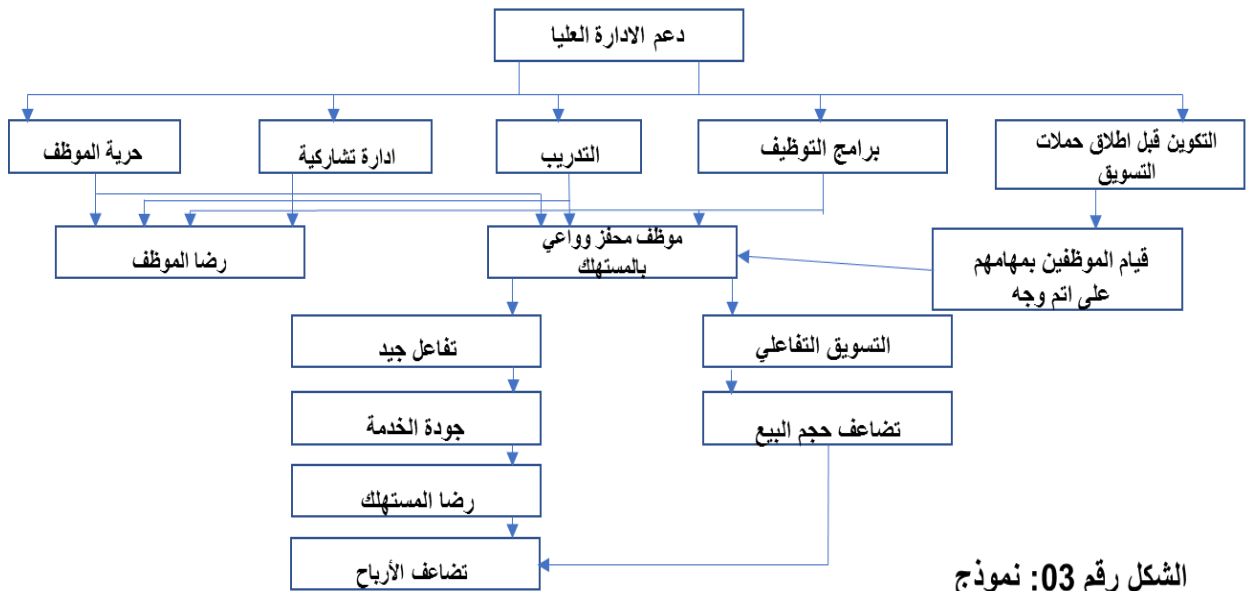 دعم الادارة العليا
التكوين قبل اطلاق حملات
التسويق
برامج التوظيف
التدريب
ادارة تشاركية
حرية الموظف
قيام الموظفين بمهامهم
على اتم وجه
موظف محفز وواعي
بالمستهلك
رضا الموظف
التسويق التفاعلي
تفاعل جيد
تضاعف حجم البيع
جودة الخدمة
رضا المستهلك
تضاعف الأرباح
الشكل رقم 03: نموذج